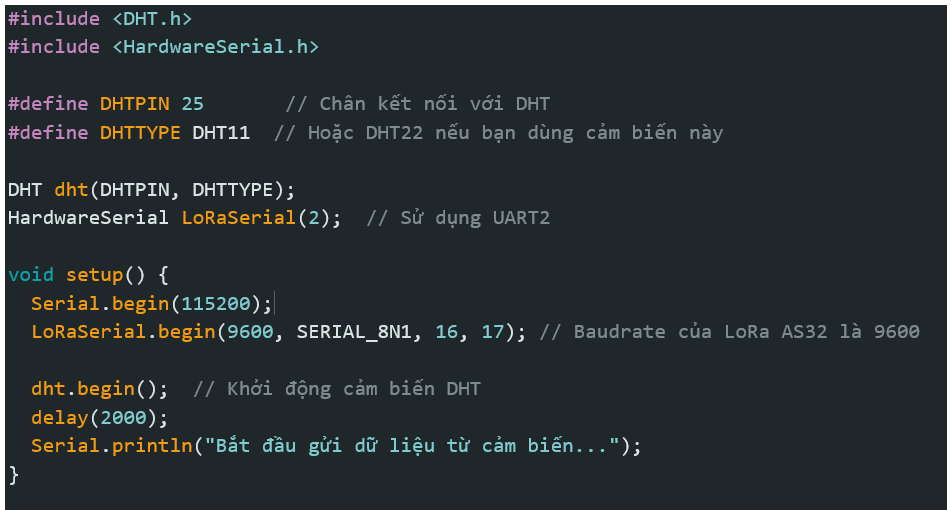 #include <DHT.h>
#include <HardwareSerial.h>
#define DHTPIN 25       // Chân kết nối với DHT
#define DHTTYPE DHT11  // Hoặc DHT22 nếu bạn dùng cảm biến này
DHT dht(DHTPIN, DHTTYPE);
HardwareSerial LoRaSerial(2);  // Sử dụng UART2
void setup() {
  Serial.begin(115200);
  LoRaSerial.begin(9600, SERIAL_8N1, 16, 17); // Baudrate của LoRa AS32 là 9600
  dht.begin();  // Khởi động cảm biến DHT
  delay(2000);
  Serial.println("Bắt đầu gửi dữ liệu từ cảm biến...");
}